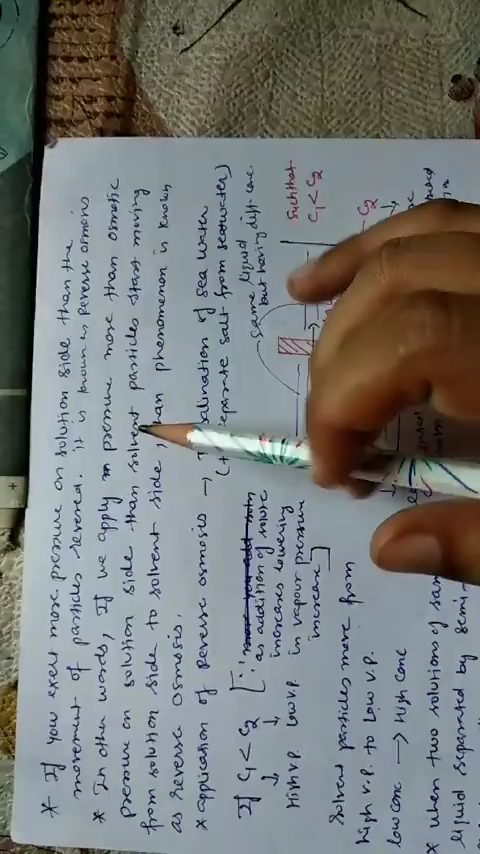 * If you exert more pressure on solution side than the
movement of particles reversed. it is known as reverse osmosis
* In other words, If we apply pressure more than osmotic
pressure on solution side than solvent particles start moving
from solution side to solvent side, than phenomenon is known
as reverse osmosis.
* application of reverse osmosis → alination of sea water
eparate salt from seawater)
If C1 < C2 [∵ as addition of solute
increases lowering
in vapour pressure
increase]
↓ ↓
High v.P. Low v.P.
same liquid
but having diff conc.
such that
C1 < C2
C2
Solvent particles move from
high v.P. to Low v.P.
low conc → High conc
* when two solutions of sam
liquid separated by semi-